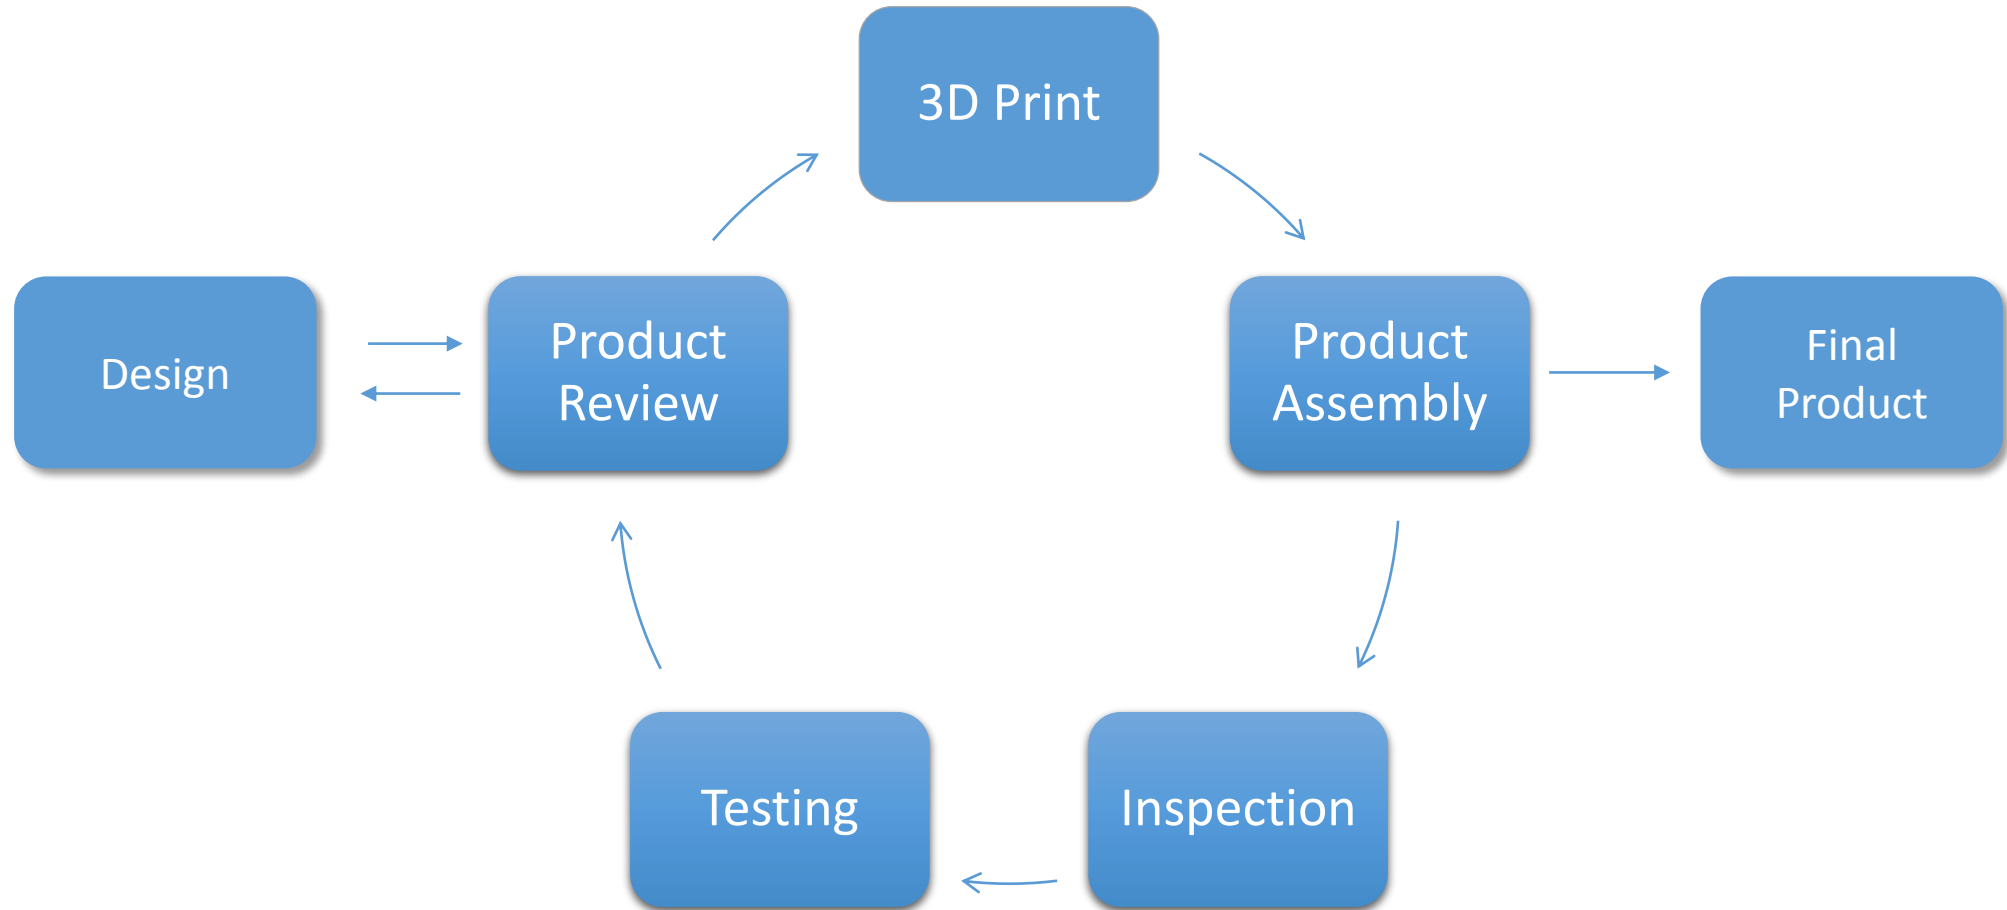 3D Print
Design
Product
Review
Product
Assembly
Final
Product
Testing
Inspection